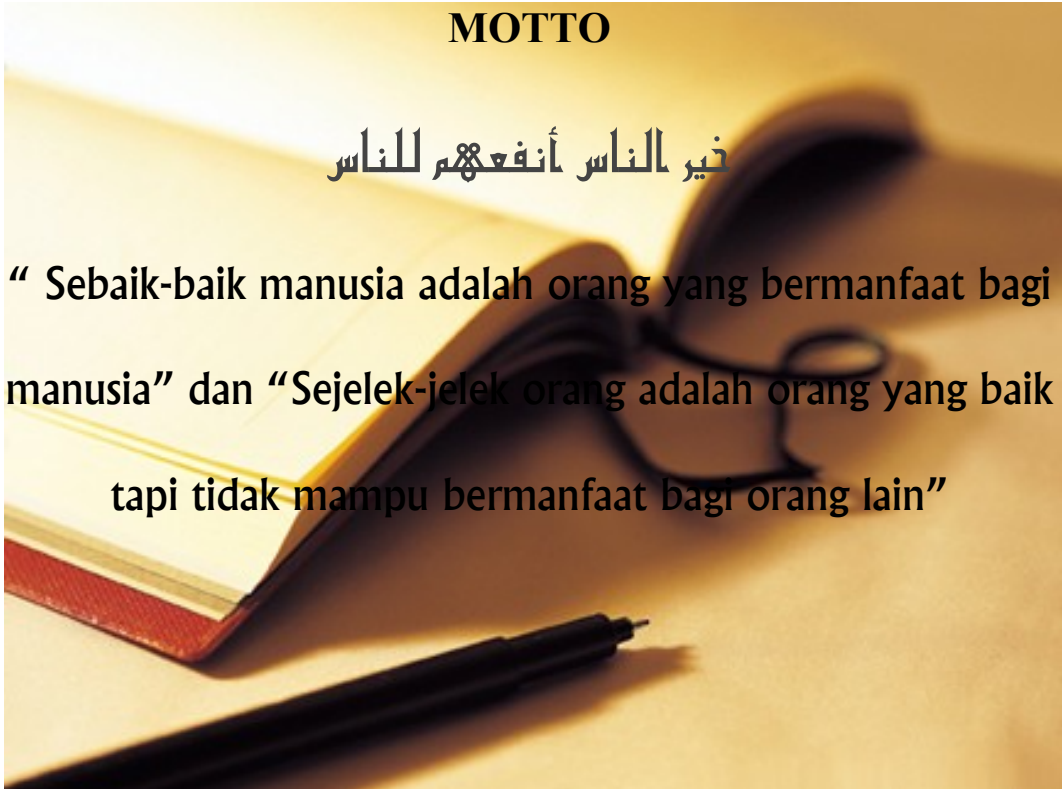 MOTTO
خير الناس أنفعهم للناس
“ Sebaik-baik manusia adalah orang yang bermanfaat bagi
manusia” dan “Sejelek-jelek orang adalah orang yang baik
tapi tidak mampu bermanfaat bagi orang lain”